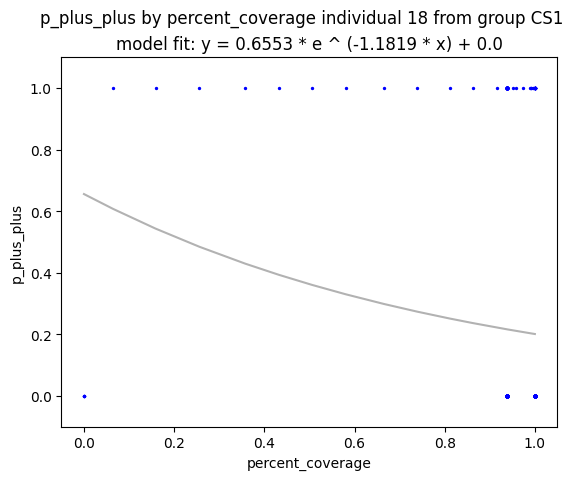 p_plus_plus by percent_coverage individual 18 from group CS1
model fit: y = 0.6553 * e ^ (-1.1819 * x) + 0.0
1.0
0.8
0.6
0.4
0.2
0.0
p_plus_plus
0.0 0.2 0.4 0.6 0.8 1.0
percent_coverage